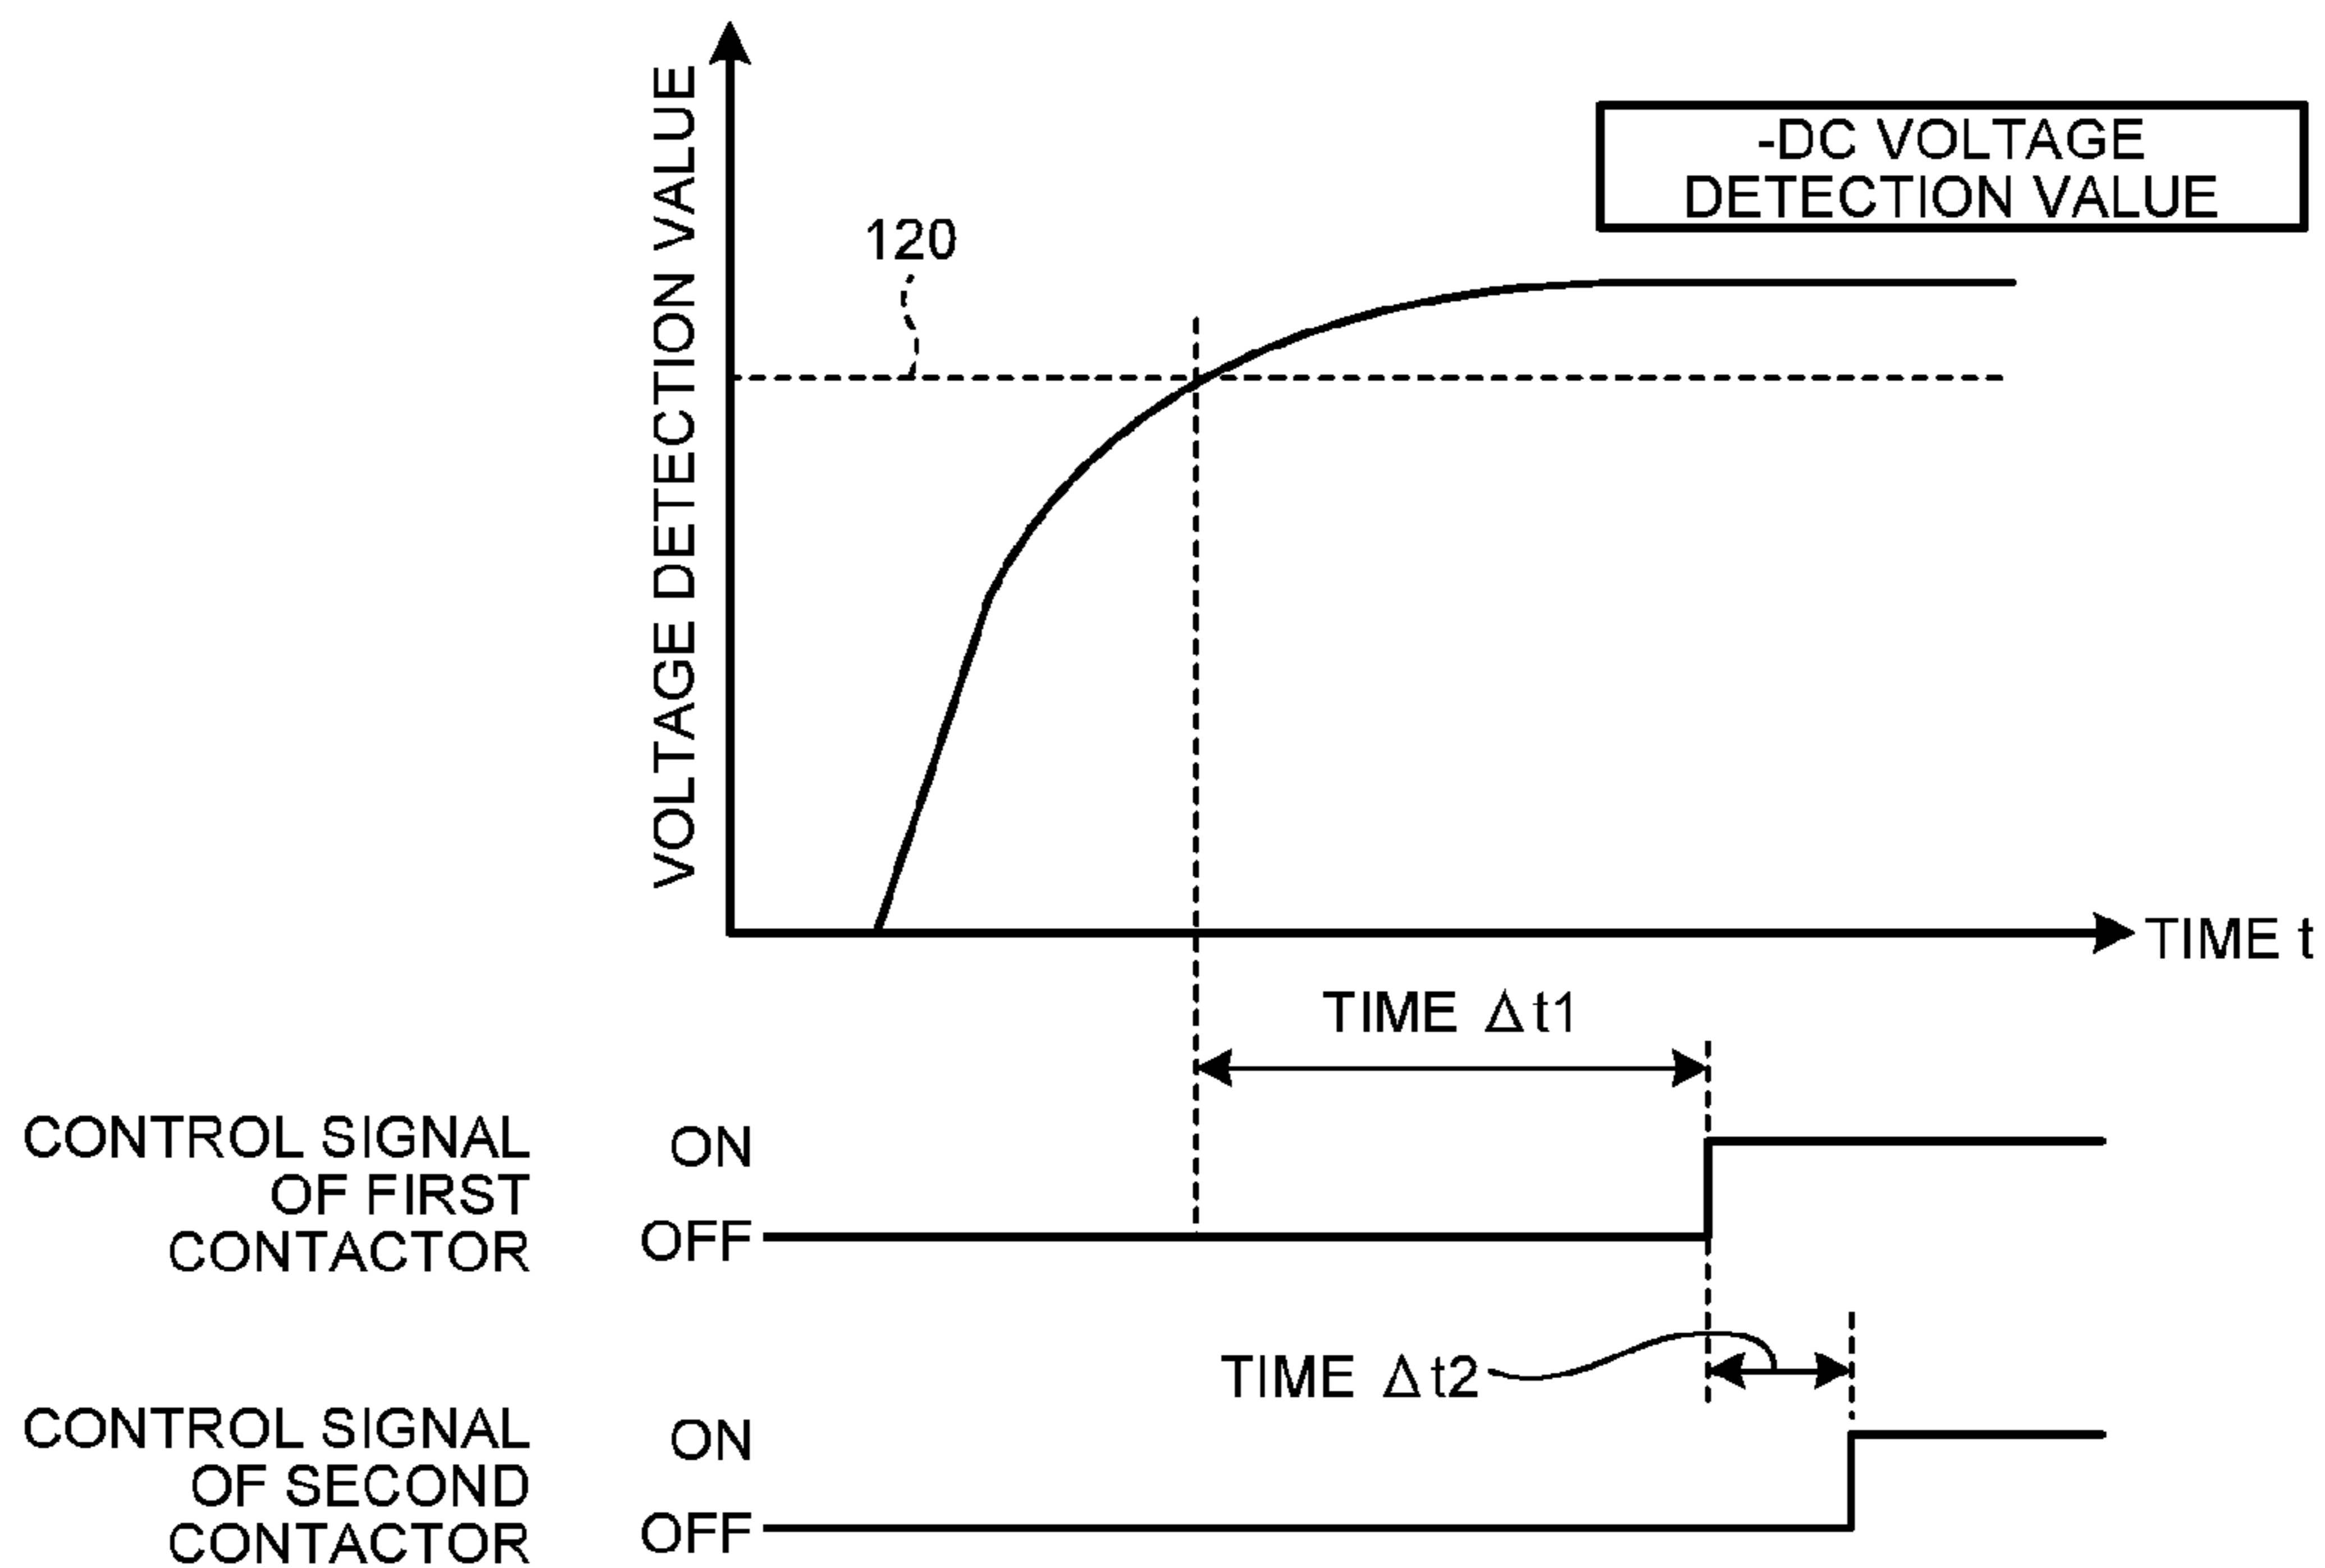 VOLTAGE DETECTION VALUE
-DC VOLTAGE
DETECTION VALUE
120
TIME t
TIME Δt1
CONTROL SIGNAL
OF FIRST
CONTACTOR
ON
OFF
TIME Δt2
CONTROL SIGNAL
OF SECOND
CONTACTOR
ON
OFF